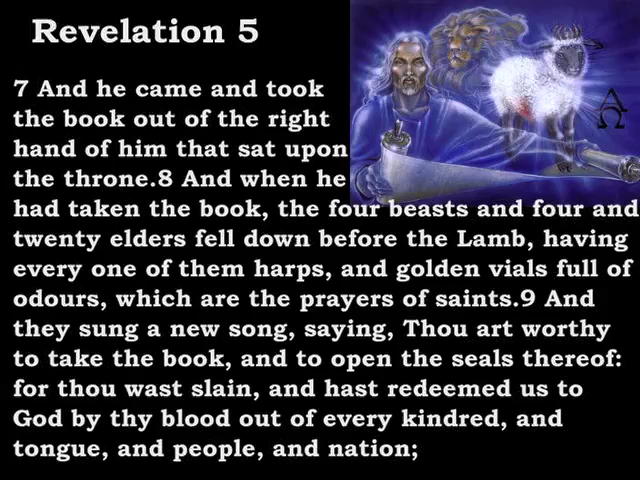 Revelation 5
7 And he came and took
the book out of the right
hand of him that sat upon
the throne.8 And when he
had taken the book, the four beasts and four and
twenty elders fell down before the Lamb, having
every one of them harps, and golden vials full of
odours, which are the prayers of saints.9 And
they sung a new song, saying, Thou art worthy
to take the book, and to open the seals thereof:
for thou wast slain, and hast redeemed us to
God by thy blood out of every kindred, and
tongue, and people, and nation;
Α
Ω